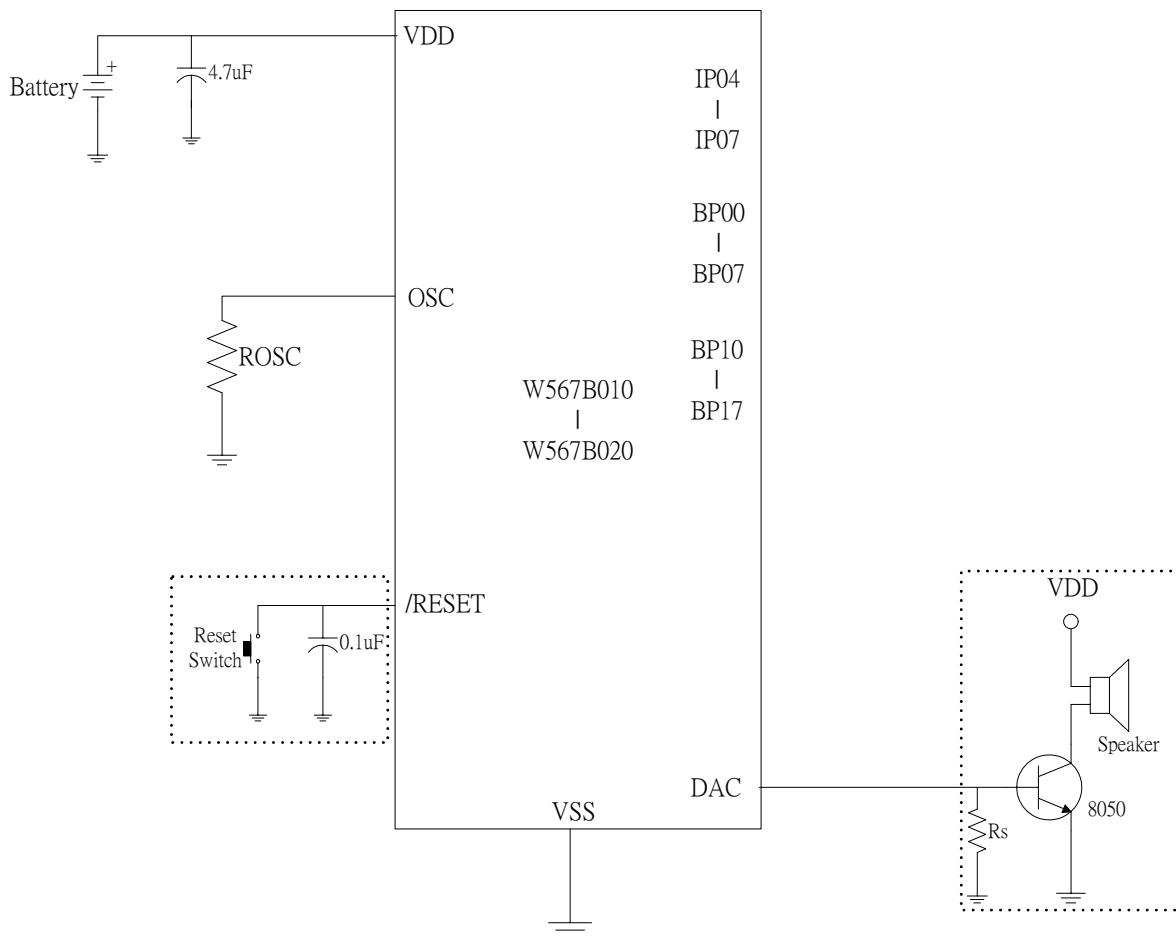 VDD
+
Battery
4.7uF
IP04
|
IP07
BP00
|
BP07
OSC
ROSC
BP10
|
BP17
W567B010
|
W567B020
/RESET
Reset
Switch
0.1uF
VDD
Speaker
DAC
8050
Rs
VSS